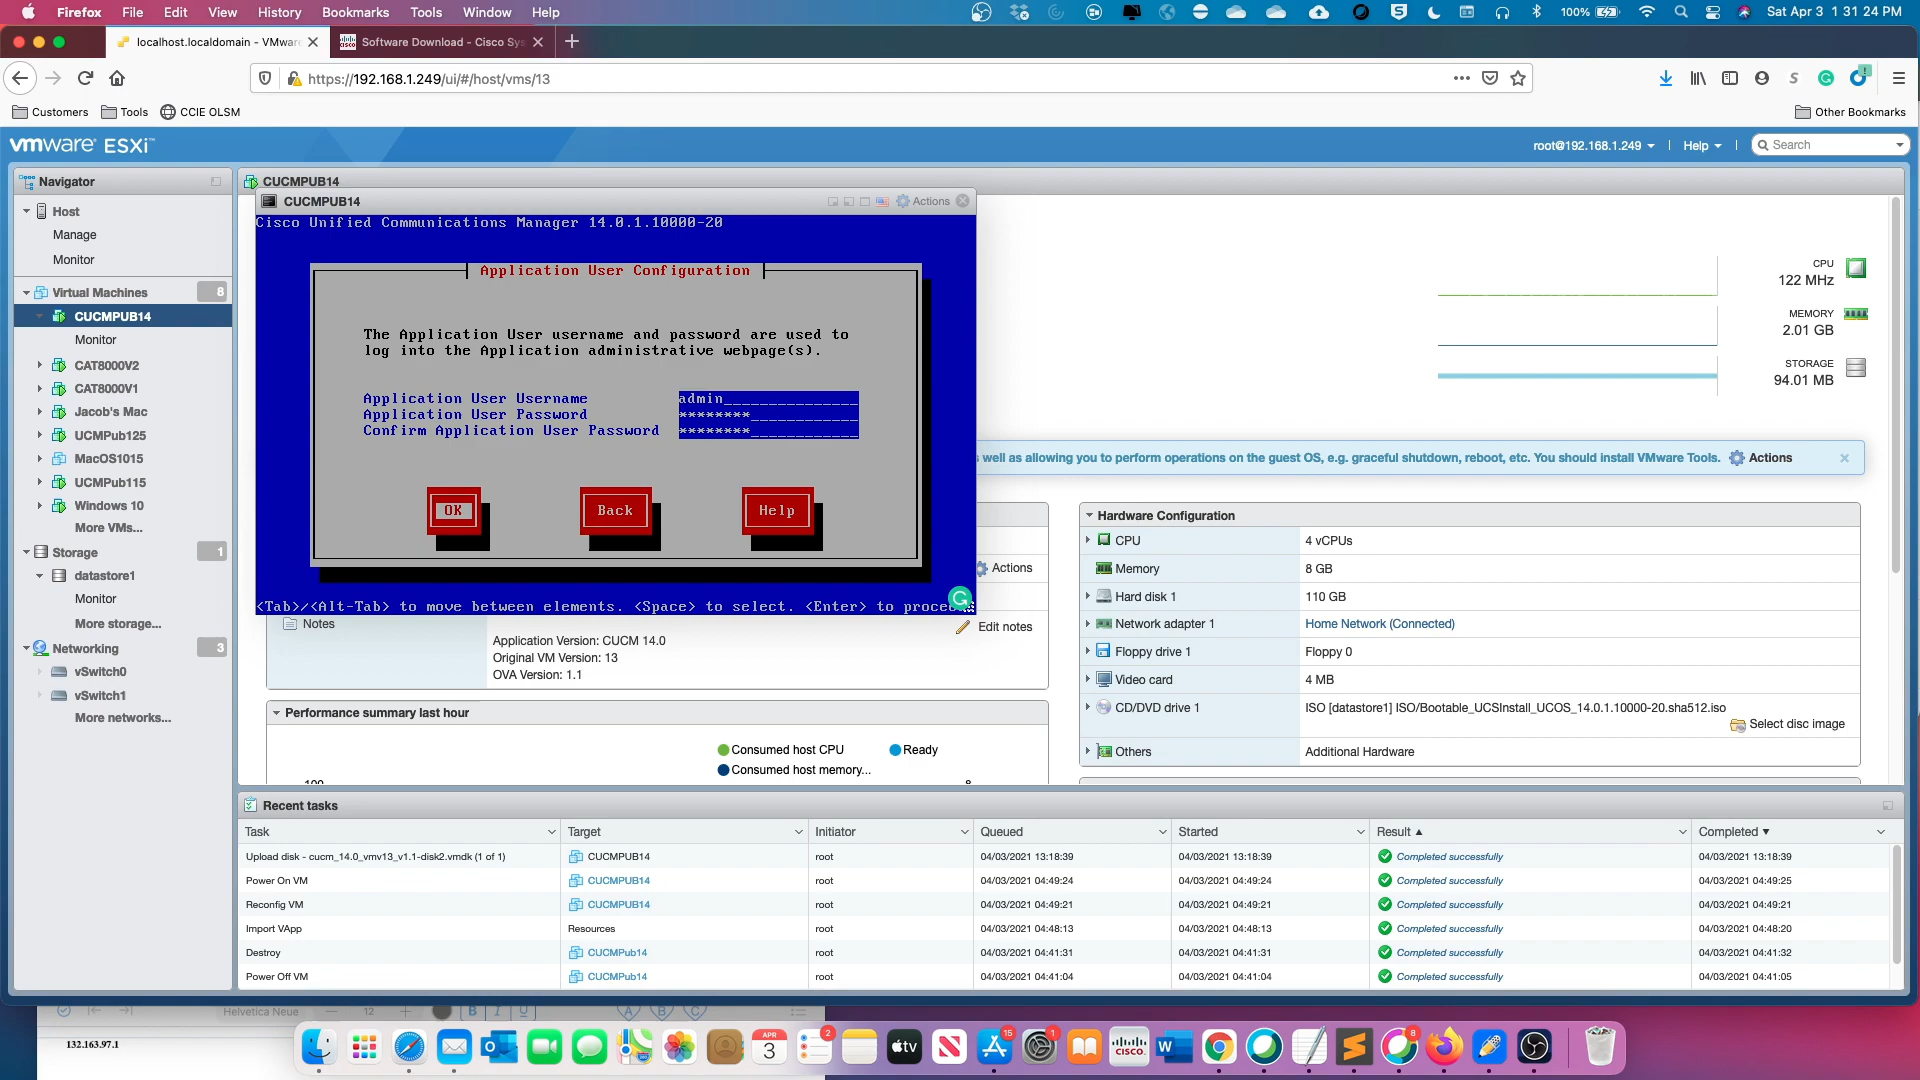 Firefox File Edit View History Bookmarks Tools Window Help 100% Sat Apr 3 1 31 24 PM
localhost.localdomain - VMware Software Download - Cisco Sys
https://192.168.1.249/ui/#/host/vms/13
Customers Tools CCIE OLSM Other Bookmarks
vmware ESXi root@192.168.1.249 Help Search
Navigator
Host
Manage
Monitor
Virtual Machines 8
CUCMPUB14
Monitor
CAT8000V2
CAT8000V1
Jacob's Mac
UCMPub125
MacOS1015
UCMPub115
Windows 10
More VMs...
Storage 1
datastore1
Monitor
More storage...
Networking 3
vSwitch0
vSwitch1
More networks...
CUCMPUB14
CUCMPUB14 Actions
Cisco Unified Communications Manager 14.0.1.10000-20
Application User Configuration
The Application User username and password are used to
log into the Application administrative webpage(s).
Application User Username admin_______________
Application User Password ********____________
Confirm Application User Password ********____________
OK Back Help
<Tab>/<Alt-Tab> to move between elements. <Space> to select. <Enter> to
CPU
122 MHz
MEMORY
2.01 GB
STORAGE
94.01 MB
well as allowing you to perform operations on the guest OS, e.g. graceful shutdown, reboot, etc. You should install VMware Tools. Actions
Actions
Notes
Application Version: CUCM 14.0
Original VM Version: 13
OVA Version: 1.1
Edit notes
Hardware Configuration
CPU 4 vCPUs
Memory 8 GB
Hard disk 1 110 GB
Network adapter 1 Home Network (Connected)
Floppy drive 1 Floppy 0
Video card 4 MB
CD/DVD drive 1 ISO [datastore1] ISO/Bootable_UCSInstall_UCOS_14.0.1.10000-20.sha512.iso
Select disc image
Others Additional Hardware
Performance summary last hour
Consumed host CPU Ready
Consumed host memory...
Recent tasks
Task Target Initiator Queued Started Result Completed
Upload disk - cucm_14.0_vmv13_v1.1-disk2.vmdk (1 of 1) CUCMPUB14 root 04/03/2021 13:18:39 04/03/2021 13:18:39 Completed successfully 04/03/2021 13:18:39
Power On VM CUCMPUB14 root 04/03/2021 04:49:24 04/03/2021 04:49:24 Completed successfully 04/03/2021 04:49:25
Reconfig VM CUCMPUB14 root 04/03/2021 04:49:21 04/03/2021 04:49:21 Completed successfully 04/03/2021 04:49:21
Import VApp Resources root 04/03/2021 04:48:13 04/03/2021 04:48:13 Completed successfully 04/03/2021 04:48:20
Destroy CUCMPub14 root 04/03/2021 04:41:31 04/03/2021 04:41:31 Completed successfully 04/03/2021 04:41:32
Power Off VM CUCMPub14 root 04/03/2021 04:41:04 04/03/2021 04:41:04 Completed successfully 04/03/2021 04:41:05
Helvetica Neue 12 B I U
132.163.97.1
APR
3
2
tv
15
1
CISCO
W
8